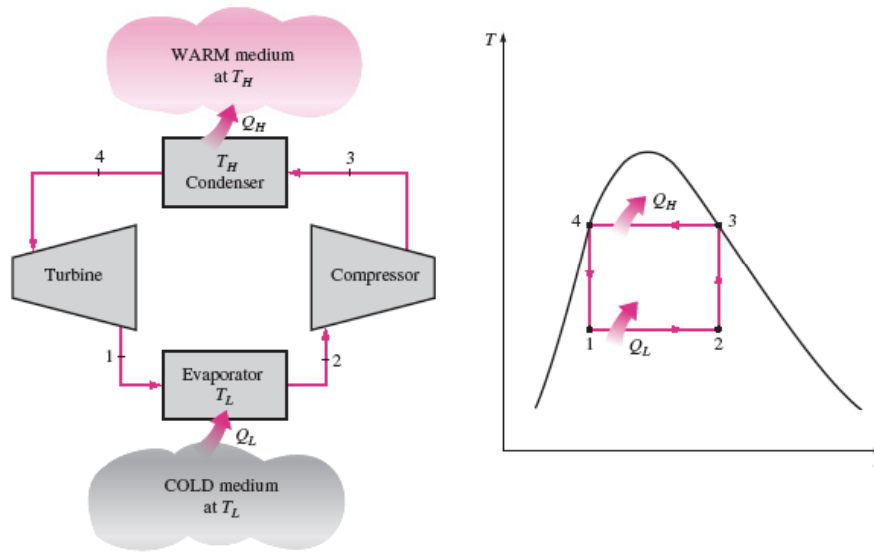 WARM medium
at T_H
Q_H
4
3
T_H
Condenser
Turbine
Compressor
1
2
Evaporator
T_L
Q_L
COLD medium
at T_L
T
4
Q_H
3
1
Q_L
2